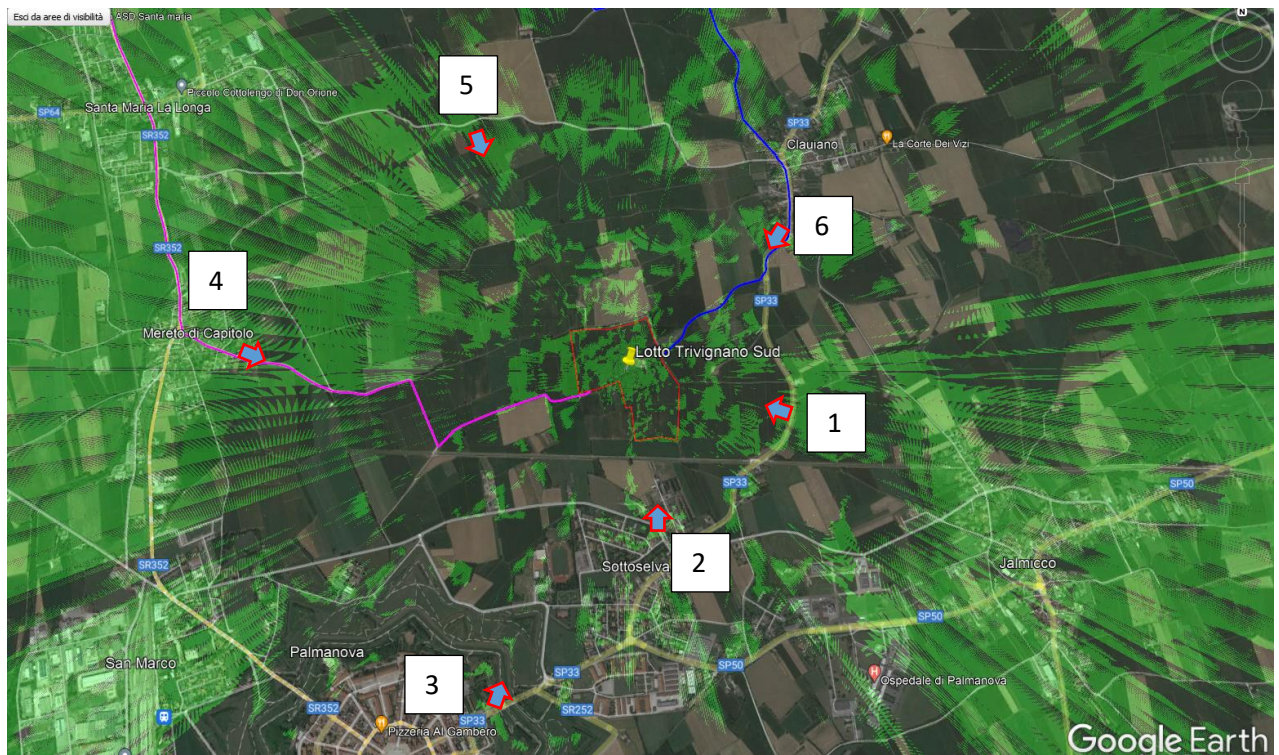 Esci da aree di visibilità
ASD Santa maria
N
5
Piccolo Cottolengo di Don Orione
Santa Maria La Longa
SP64
SR352
SP33
Clauiano
La Corte Dei Vizi
6
SR352
4
SP33
Mereto di Capitolo
Lotto Trivignano Sud
1
SP33
SP50
2
SR352
Sottoselva
Jalmicco
SP50
San Marco
Palmanova
SP50
SP33
Ospedale di Palmanova
3
SR352
SP33
SR252
Pizzeria Al Gambero
Google Earth